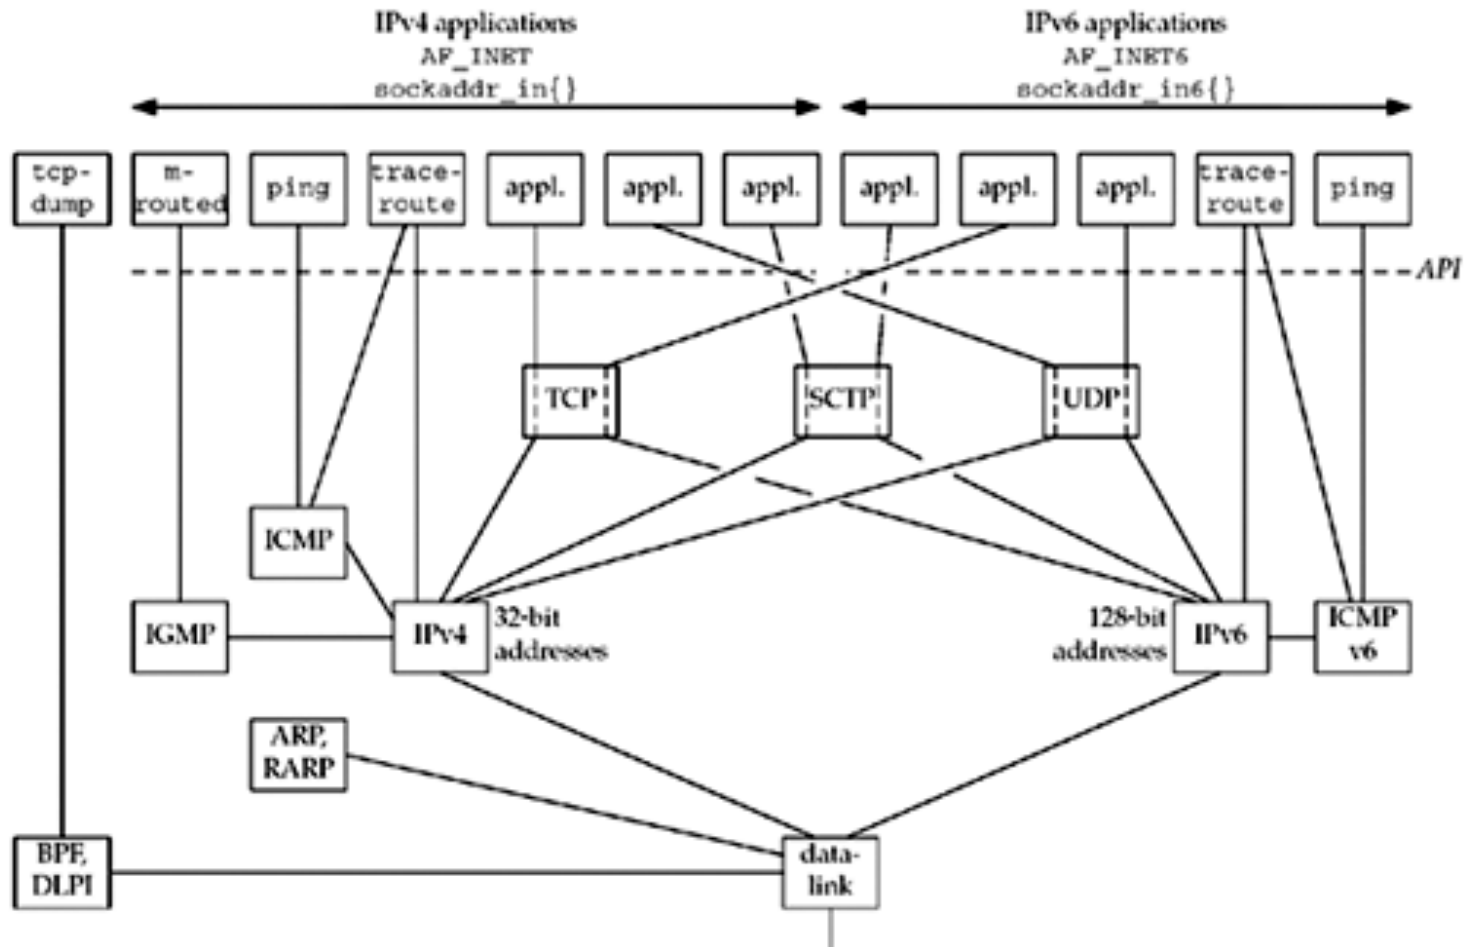 IPv4 applications
AF_INET
sockaddr_in{}
IPv6 applications
AF_INET6
sockaddr_in6{}
tcp-
dump
m-
routed
ping
trace-
route
appl.
appl.
appl.
appl.
appl.
appl.
trace-
route
ping
API
TCP
SCTP
UDP
ICMP
IGMP
IPv4
32-bit
addresses
128-bit
addresses
IPv6
ICMP
v6
ARP,
RARP
BPF,
DLPI
data-
link